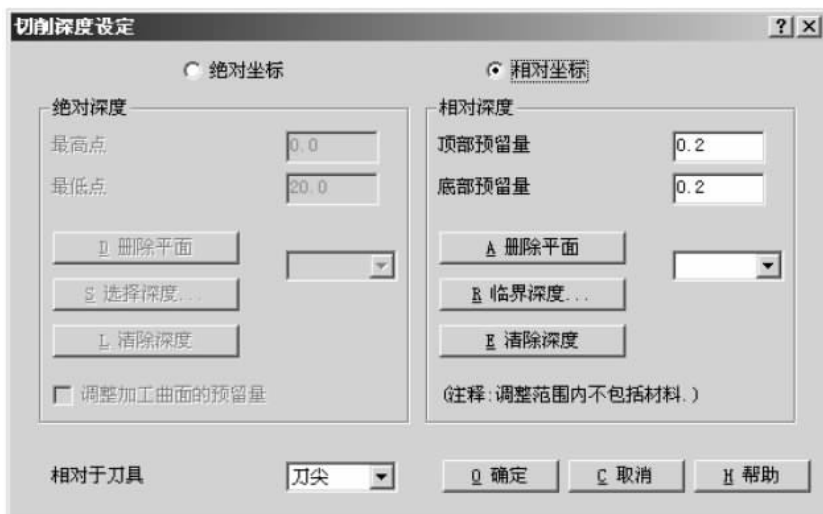 切削深度设定
绝对坐标
相对坐标
绝对深度
最高点 0.0
最低点 20.0
D 删除平面
S 选择深度...
L 清除深度
调整加工曲面的预留量
相对深度
顶部预留量 0.2
底部预留量 0.2
A 删除平面
R 临界深度...
E 清除深度
(注释:调整范围内不包括材料.)
相对于刀具 刀尖
O 确定
C 取消
H 帮助